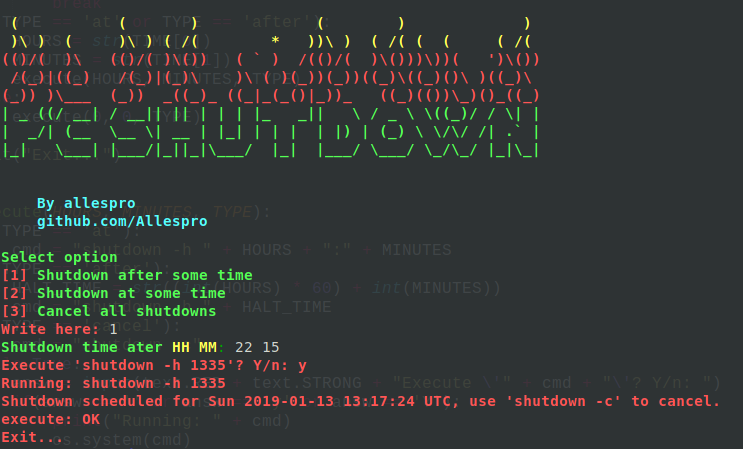 By allespro
github.com/Allespro
Select option
[1] Shutdown after some time
[2] Shutdown at some time
[3] Cancel all shutdowns
Write here: 1
Shutdown time ater HH MM: 22 15
Execute 'shutdown -h 1335'? Y/n: y
Running: shutdown -h 1335
Shutdown scheduled for Sun 2019-01-13 13:17:24 UTC, use 'shutdown -c' to cancel.
execute: OK
Exit...